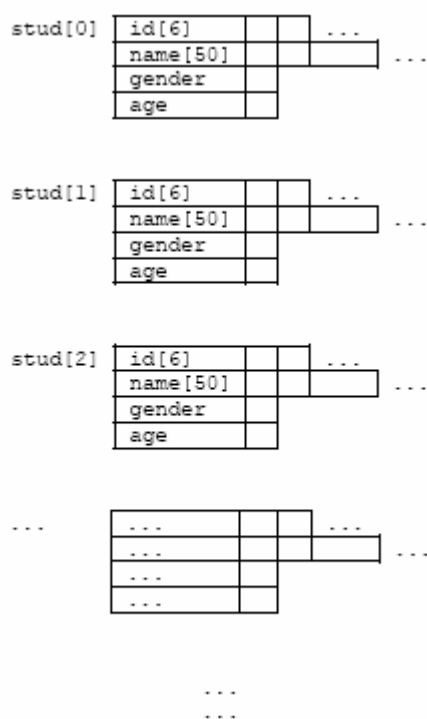 stud[0] id[6] ...
name[50] ...
gender
age
stud[1] id[6] ...
name[50] ...
gender
age
stud[2] id[6] ...
name[50] ...
gender
age
... ... ...
... ...
...
...
...
...